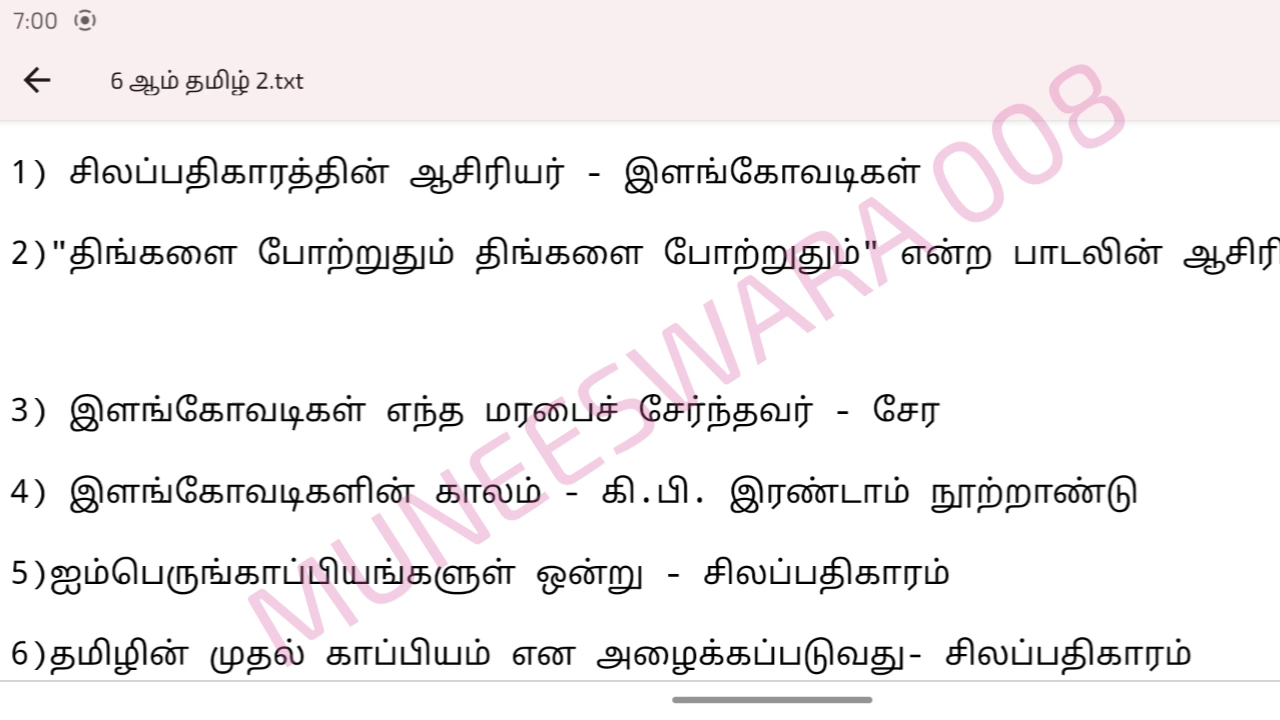 7:00
6 ஆம் தமிழ் 2.txt
1) சிலப்பதிகாரத்தின் ஆசிரியர் - இளங்கோவடிகள்
2)"திங்களை போற்றுதும் திங்களை போற்றுதும்" என்ற பாடலின்
3) இளங்கோவடிகள் எந்த மரபைச் சேர்ந்தவர் - சேர
4) இளங்கோவடிகளின் காலம் - கி.பி. இரண்டாம் நூற்றாண்டு
5)ஐம்பெருங்காப்பியங்களுள் ஒன்று - சிலப்பதிகாரம்
6)தமிழின் முதல் காப்பியம் என அழைக்கப்படுவது- சிலப்பதிகாரம்
MUNEESWARA 008